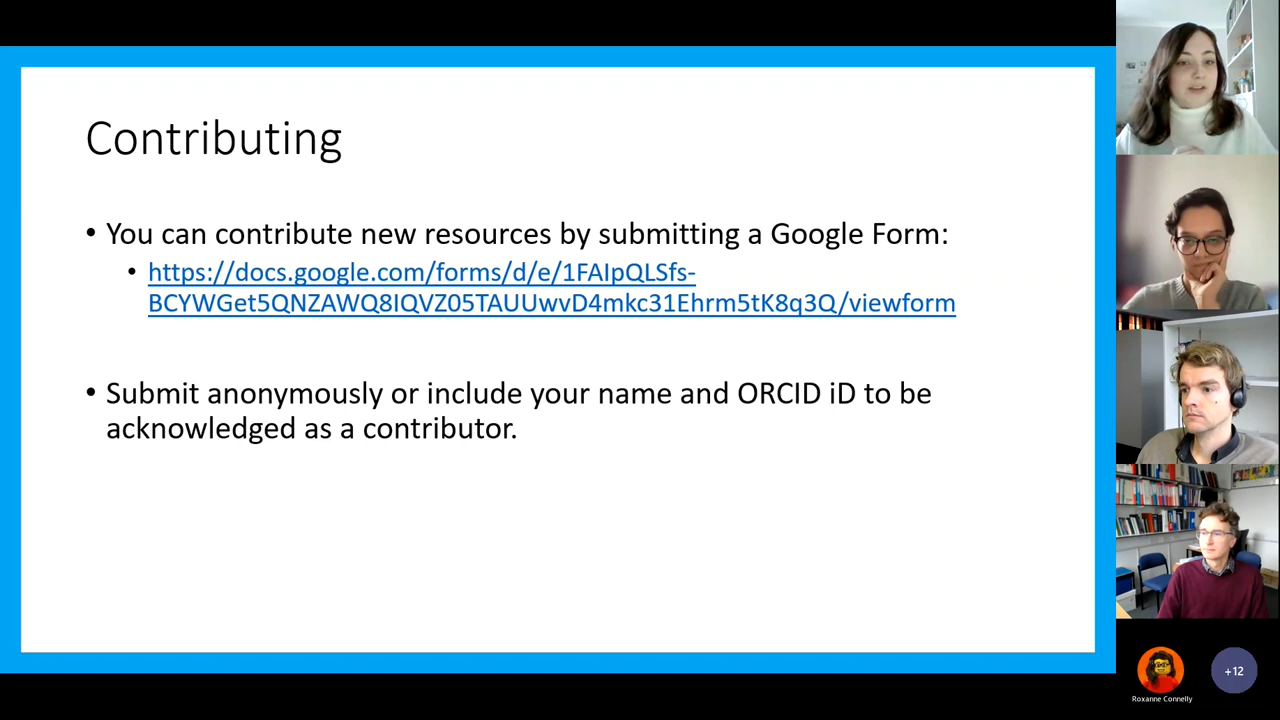 Contributing
• You can contribute new resources by submitting a Google Form:
• https://docs.google.com/forms/d/e/1FAIpQLSfs-
BCYWGet5QNZAWQ8IQVZ05TAUUwvD4mkc31Ehrm5tK8q3Q/viewform
• Submit anonymously or include your name and ORCID iD to be
acknowledged as a contributor.
+12
Roxanne Connelly